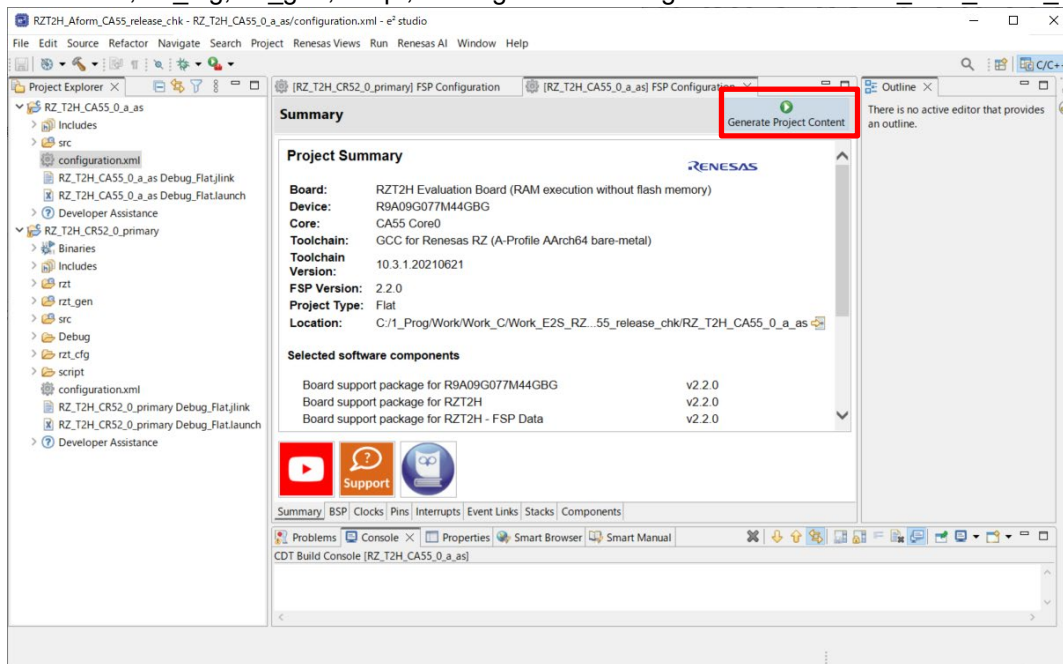 RZT2H_Aform_CA55_release_chk - RZ_T2H_CA55_0_a_as/configuration.xml - e² studio
File Edit Source Refactor Navigate Search Project Renesas Views Run Renesas AI Window Help
C/C+
Project Explorer
[RZ_T2H_CR52_0_primary] FSP Configuration
[RZ_T2H_CA55_0_a_as] FSP Configuration
Outline
RZ_T2H_CA55_0_a_as
Includes
src
configuration.xml
RZ_T2H_CA55_0_a_as Debug_Flat.jlink
RZ_T2H_CA55_0_a_as Debug_Flat.launch
Developer Assistance
RZ_T2H_CR52_0_primary
Binaries
Includes
rzt
rzt_gen
src
Debug
rzt_cfg
script
configuration.xml
RZ_T2H_CR52_0_primary Debug_Flat.jlink
RZ_T2H_CR52_0_primary Debug_Flat.launch
Developer Assistance
Summary
Generate Project Content
Project Summary
RENESAS
Board: RZT2H Evaluation Board (RAM execution without flash memory)
Device: R9A09G077M44GBG
Core: CA55 Core0
Toolchain: GCC for Renesas RZ (A-Profile AArch64 bare-metal)
Toolchain Version: 10.3.1.20210621
FSP Version: 2.2.0
Project Type: Flat
Location: C:/1_Prog/Work/Work_C/Work_E2S_RZ...55_release_chk/RZ_T2H_CA55_0_a_as
Selected software components
Board support package for R9A09G077M44GBG v2.2.0
Board support package for RZT2H v2.2.0
Board support package for RZT2H - FSP Data v2.2.0
Support
Summary BSP Clocks Pins Interrupts Event Links Stacks Components
There is no active editor that provides
an outline.
Problems Console Properties Smart Browser Smart Manual
CDT Build Console [RZ_T2H_CA55_0_a_as]